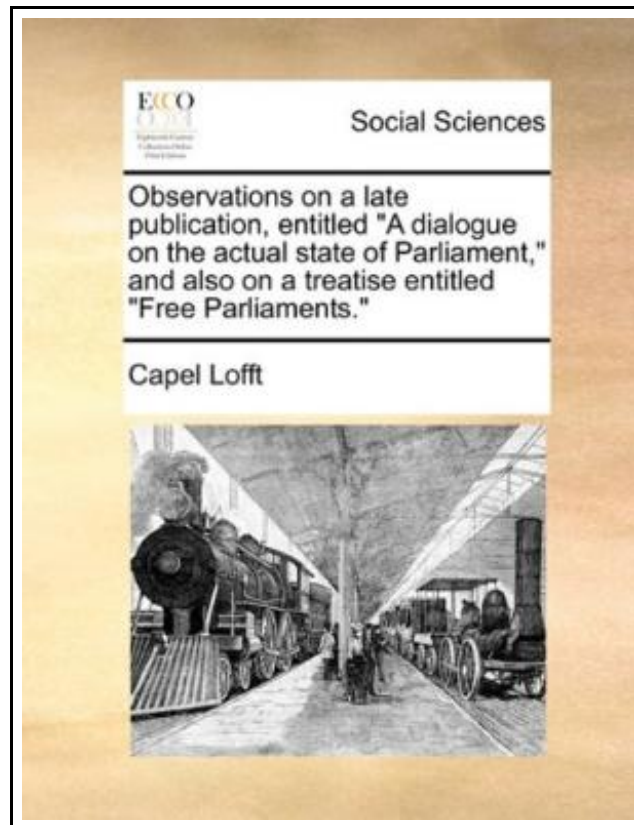 ECCO
Social Sciences
Observations on a late
publication, entitled "A dialogue
on the actual state of Parliament,"
and also on a treatise entitled
"Free Parliaments."
Capel Lofft